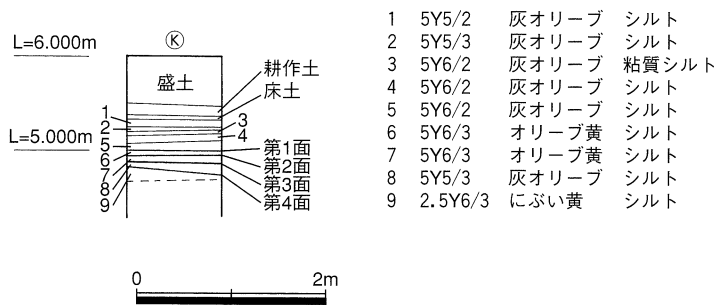 L=6.000m
Ⓚ
盛土
耕作土
床土
1
2
3
4
L=5.000m
5
6
7
8
9
第1面
第2面
第3面
第4面
0
2m
1 5Y5/2 灰オリーブ シルト
2 5Y5/3 灰オリーブ シルト
3 5Y6/2 灰オリーブ 粘質シルト
4 5Y6/2 灰オリーブ シルト
5 5Y6/2 灰オリーブ シルト
6 5Y6/3 オリーブ黄 シルト
7 5Y6/3 オリーブ黄 シルト
8 5Y5/3 灰オリーブ シルト
9 2.5Y6/3 にぶい黄 シルト